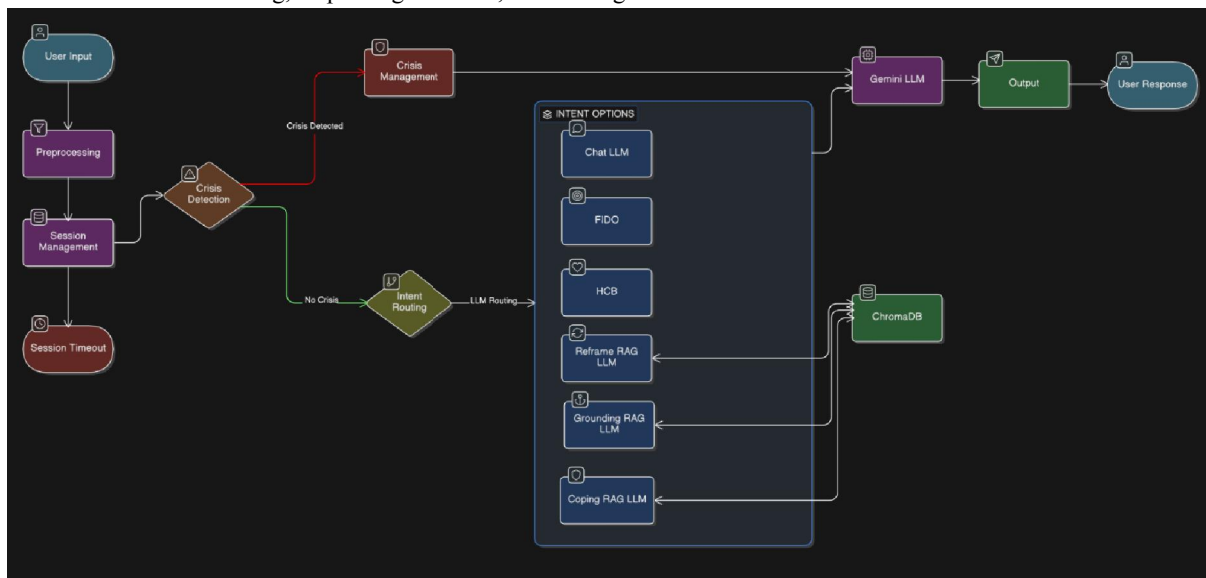 User Input
Preprocessing
Session
Management
Session Timeout
Crisis
Detection
Crisis Detected
No Crisis
Crisis
Management
Intent
Routing
LLM Routing
INTENT OPTIONS
Chat LLM
FIDO
HCB
Reframe RAG
LLM
Grounding RAG
LLM
Coping RAG LLM
ChromaDB
Gemini LLM
Output
User Response